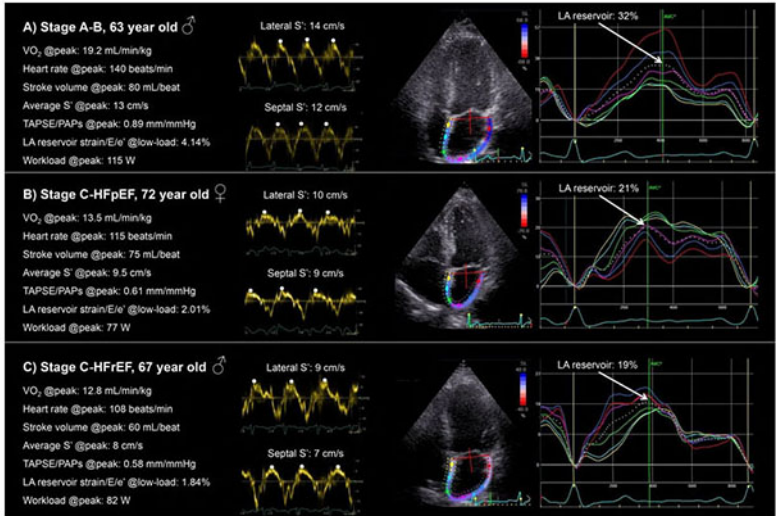 A) Stage A-B, 63 year old ♂
VO₂ @peak: 19.2 mL/min/kg
Heart rate @peak: 140 beats/min
Stroke volume @peak: 80 mL/beat
Average S' @peak: 13 cm/s
TAPSE/PAPs @peak: 0.89 mm/mmHg
LA reservoir strain/E/e' @low-load: 4.14%
Workload @peak: 115 W
Lateral S': 14 cm/s
Septal S': 12 cm/s
LA reservoir: 32%
B) Stage C-HFpEF, 72 year old ♀
VO₂ @peak: 13.5 mL/min/kg
Heart rate @peak: 115 beats/min
Stroke volume @peak: 75 mL/beat
Average S' @peak: 9.5 cm/s
TAPSE/PAPs @peak: 0.61 mm/mmHg
LA reservoir strain/E/e' @low-load: 2.01%
Workload @peak: 77 W
Lateral S': 10 cm/s
Septal S': 9 cm/s
LA reservoir: 21%
C) Stage C-HFrEF, 67 year old ♂
VO₂ @peak: 12.8 mL/min/kg
Heart rate @peak: 108 beats/min
Stroke volume @peak: 60 mL/beat
Average S' @peak: 8 cm/s
TAPSE/PAPs @peak: 0.58 mm/mmHg
LA reservoir strain/E/e' @low-load: 1.84%
Workload @peak: 82 W
Lateral S': 9 cm/s
Septal S': 7 cm/s
LA reservoir: 19%